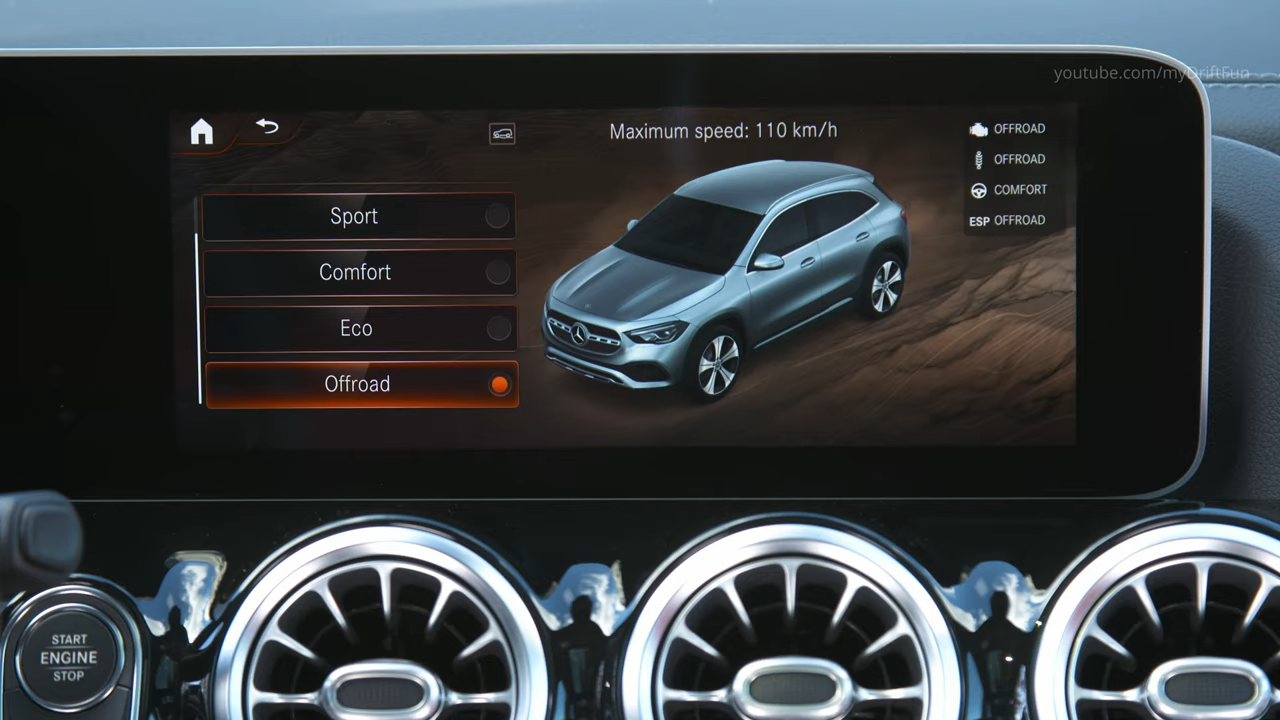 youtube.com/myDriftFun
Maximum speed: 110 km/h
OFFROAD
OFFROAD
COMFORT
ESP OFFROAD
Sport
Comfort
Eco
Offroad
START
ENGINE
STOP